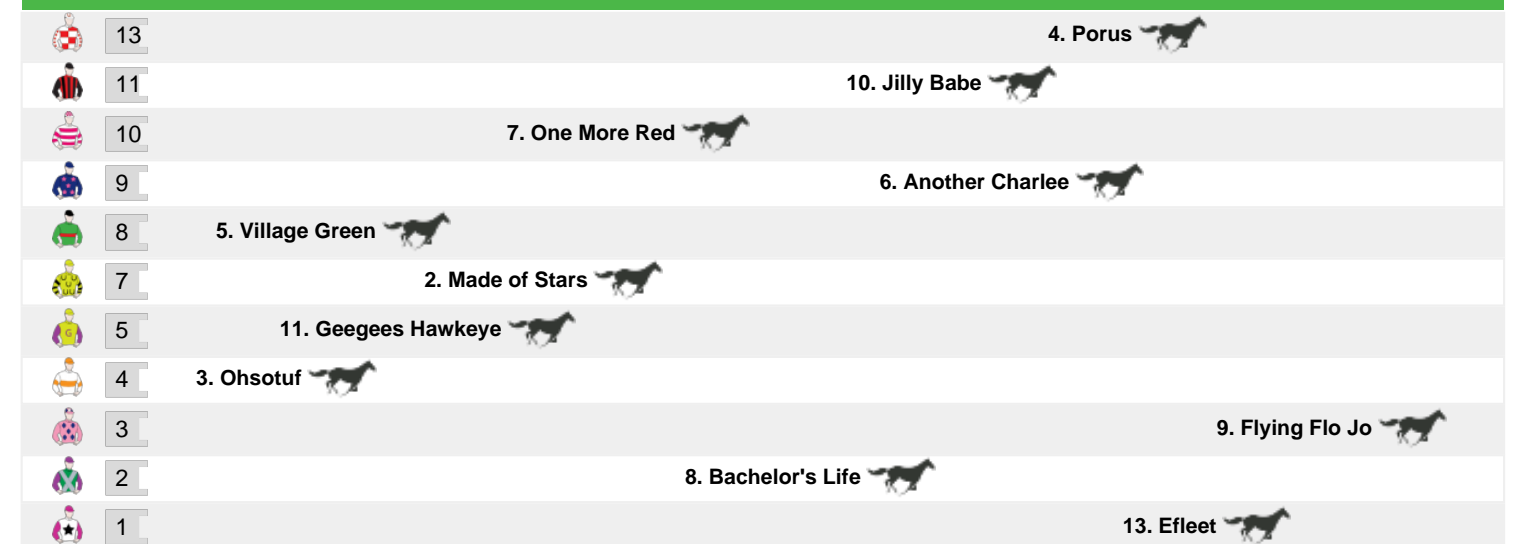 13 4. Porus
11 10. Jilly Babe
10 7. One More Red
9 6. Another Charlee
8 5. Village Green
7 2. Made of Stars
5 11. Geegees Hawkeye
4 3. Ohsotuf
3 9. Flying Flo Jo
2 8. Bachelor's Life
1 13. Efleet